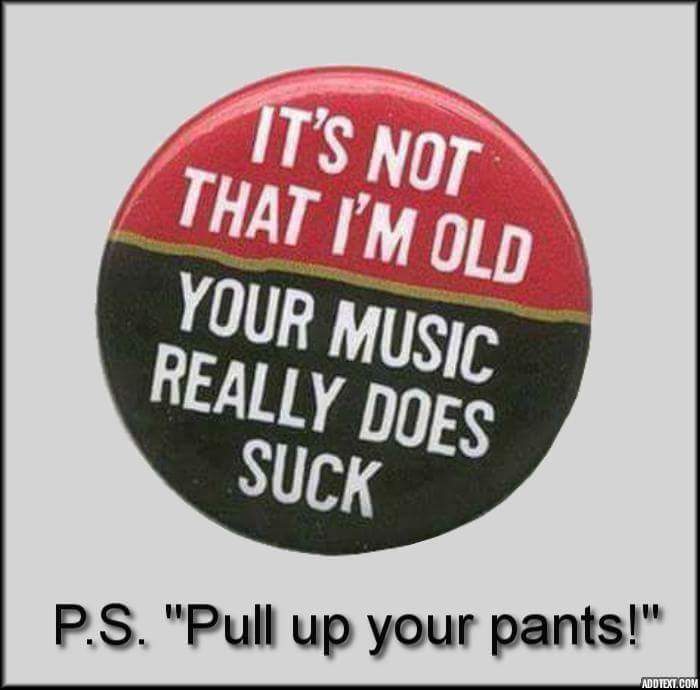 IT'S NOT
THAT I'M OLD
YOUR MUSIC
REALLY DOES
SUCK
P.S. "Pull up your pants!"
ADDTEXT.COM